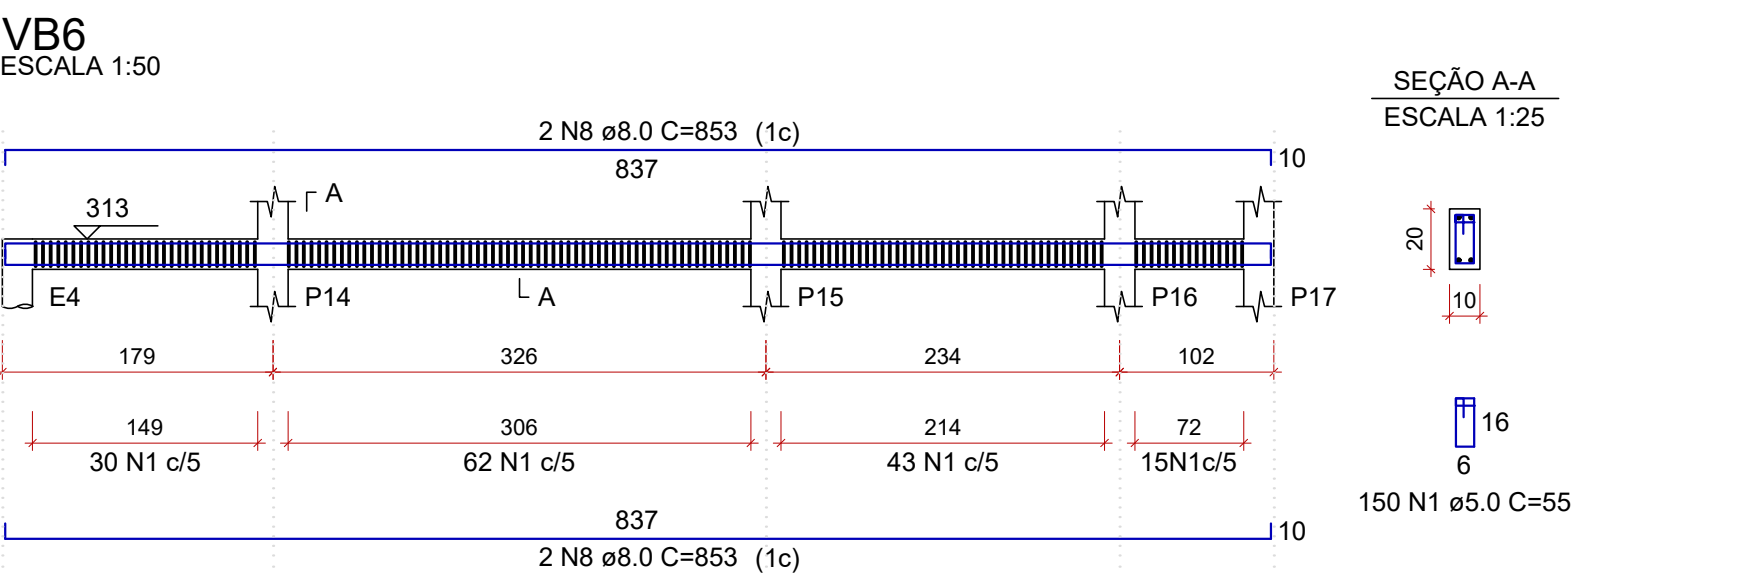 VB6
ESCALA 1:50
SEÇÃO A-A
ESCALA 1:25
2 N8 ø8.0 C=853 (1c)
837
10
A
313
20
10
E4
A
P14
P15
P16
P17
179
326
234
102
149
306
214
72
30 N1 c/5
62 N1 c/5
43 N1 c/5
15N1c/5
16
6
150 N1 ø5.0 C=55
837
10
2 N8 ø8.0 C=853 (1c)